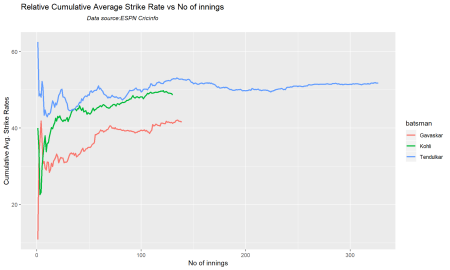 Relative Cumulative Average Strike Rate vs No of innings
Data source:ESPN Cricinfo
Cumulative Avg. Strike Rates
60
40
20
0
100
200
300
No of innings
batsman
Gavaskar
Kohli
Tendulkar